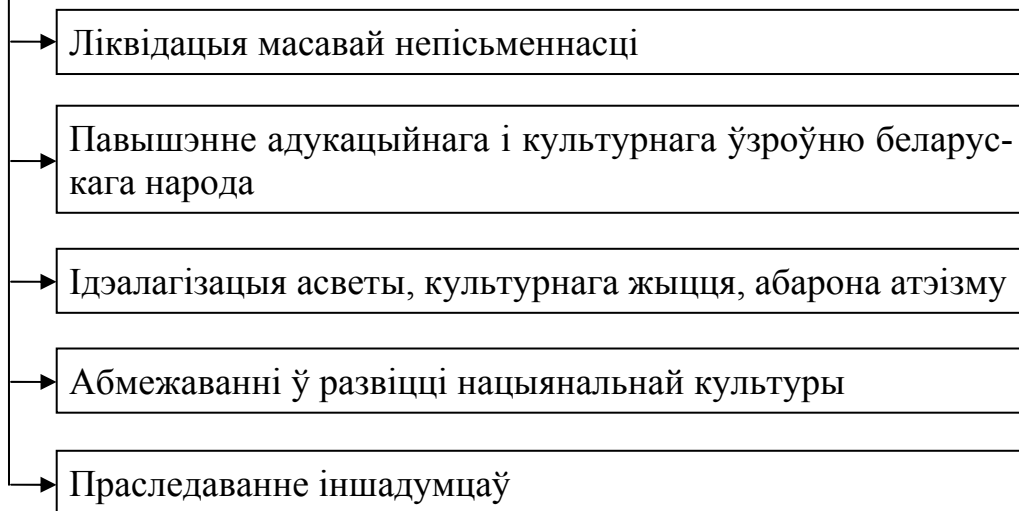 Ліквідацыя масавай непісьменнасці
Павышэнне адукацыйнага і культурнага ўзроўню беларус-
кага народа
Ідэалагізацыя асветы, культурнага жыцця, абарона атэізму
Абмежаванні ў развіцці нацыянальнай культуры
Праследаванне іншадумцаў